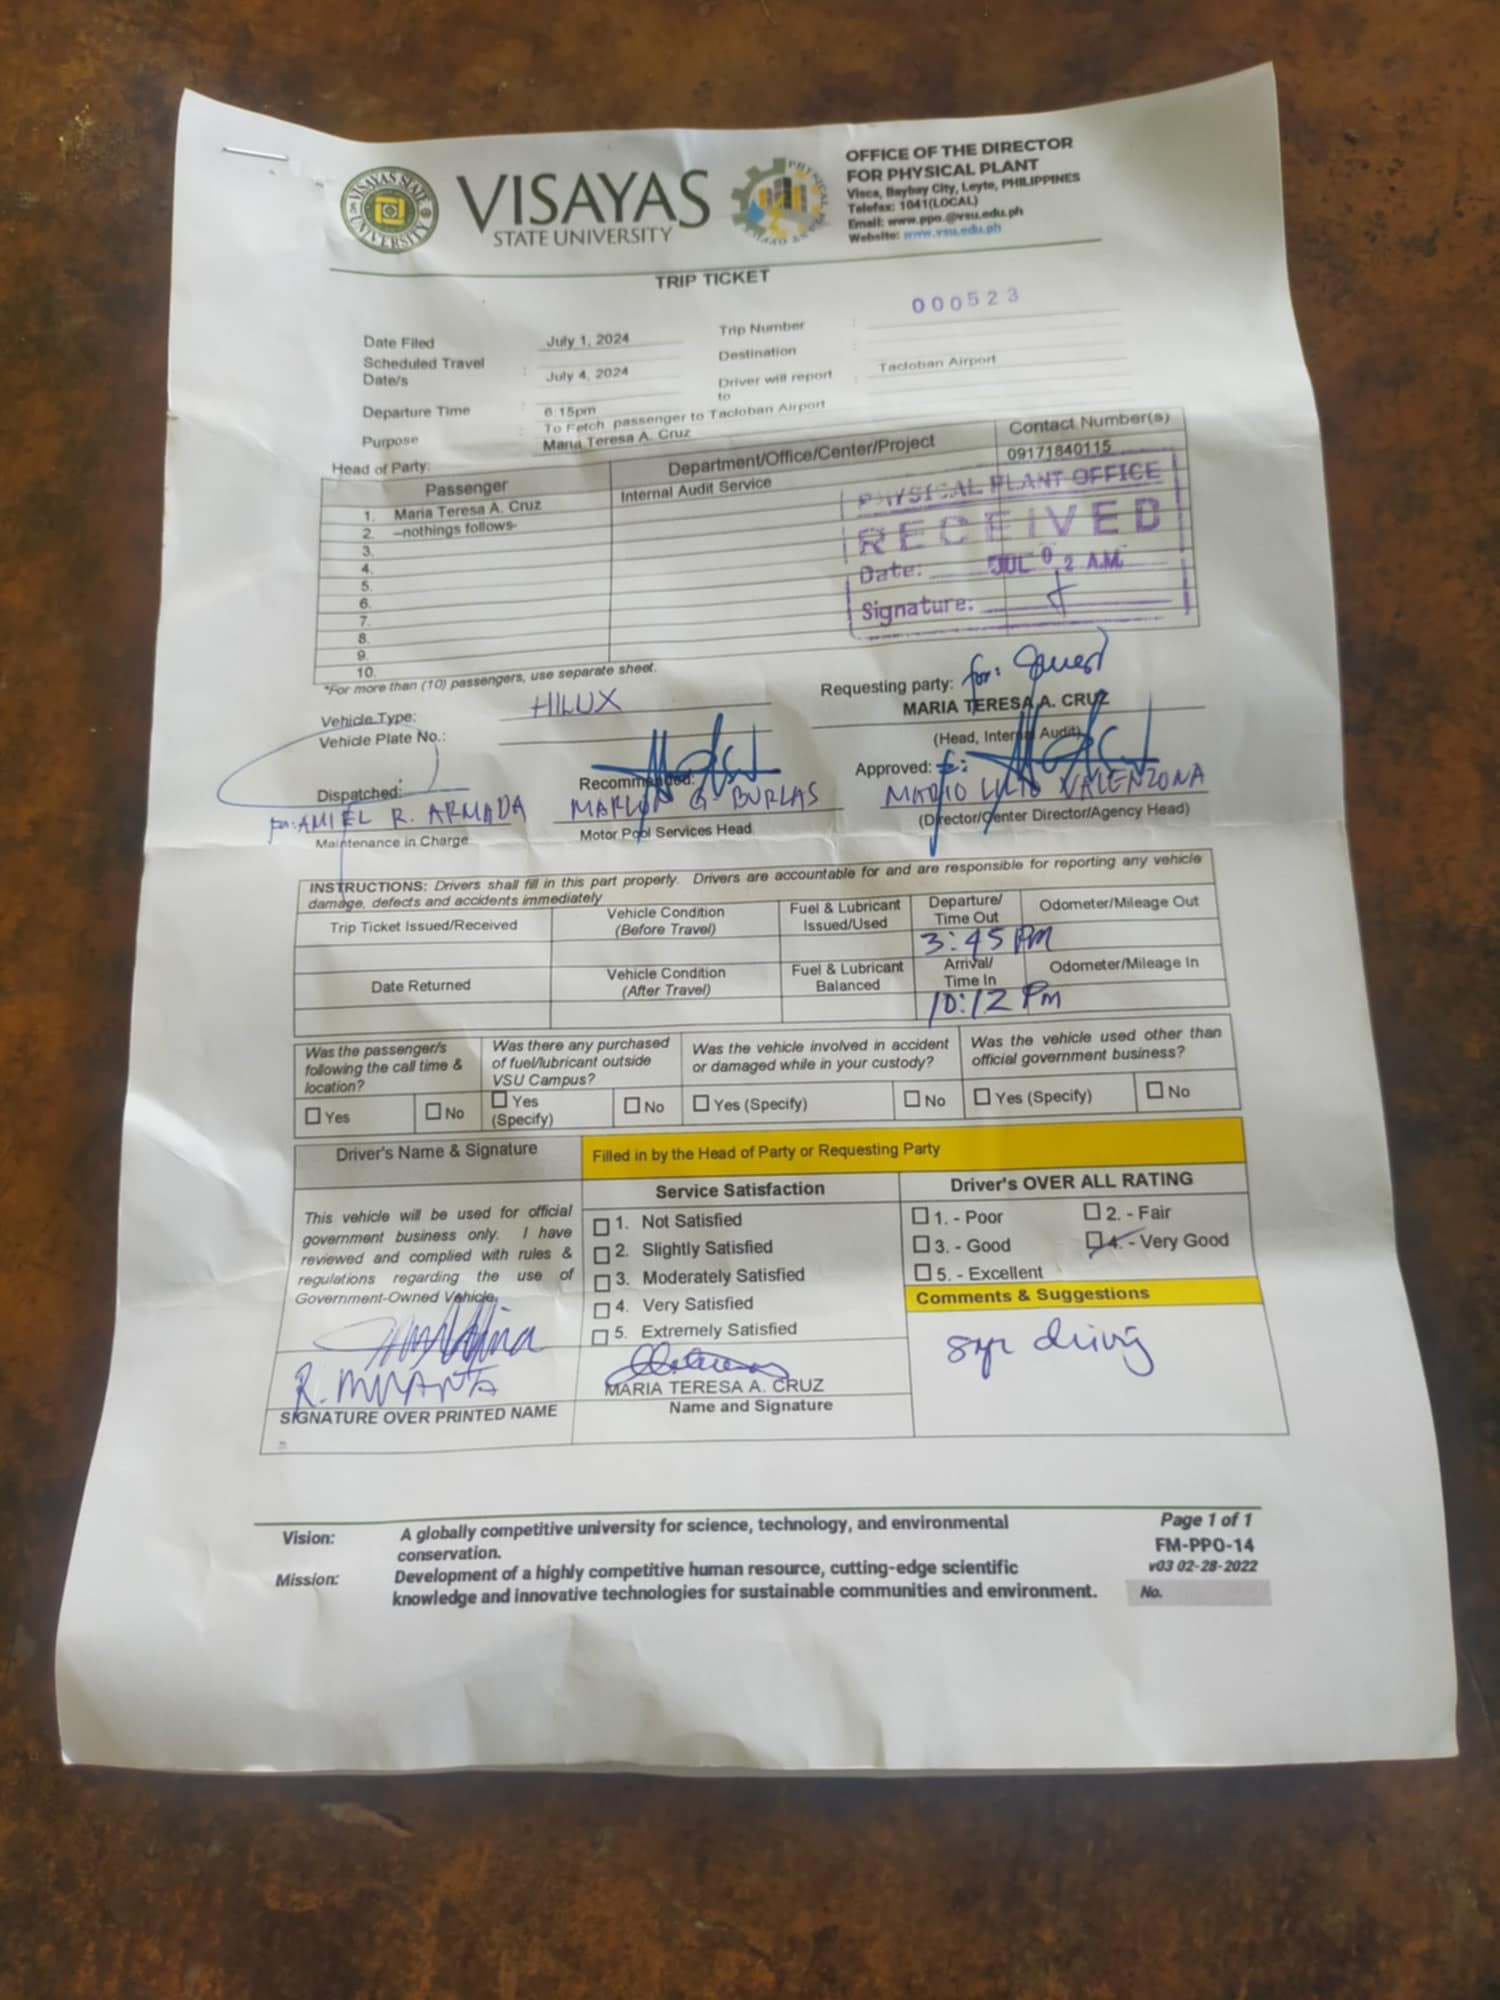 VISAYAS STATE UNIVERSITY
VISAYAS
STATE UNIVERSITY
OFFICE OF THE DIRECTOR
FOR PHYSICAL PLANT
Visca, Baybay City, Leyte, PHILIPPINES
Telefax: 1041(LOCAL)
Email: www.ppo.@vsu.edu.ph
Website: www.vsu.edu.ph
TRIP TICKET
Date Filed : July 1, 2024
Trip Number : 000523
Scheduled Travel Date/s : July 4, 2024
Destination :
Departure Time : 6:15pm
Driver will report to : Tacloban Airport
Purpose : To Fetch passenger to Tacloban Airport
Head of Party: Maria Teresa A. Cruz
Passenger
Department/Office/Center/Project
Contact Number(s)
1. Maria Teresa A. Cruz
Internal Audit Service
09171840115
2. –nothings follows-
3.
4.
5.
6.
7.
8.
9.
10.
PHYSICAL PLANT OFFICE
RECEIVED
Date: JUL 02 A.M.
Signature:
*For more than (10) passengers, use separate sheet.
Vehicle Type: HILUX
Vehicle Plate No.:
Requesting party: for:
MARIA TERESA A. CRUZ
(Head, Internal Audit)
Dispatched:
for: AMIEL R. ARMADA
Maintenance in Charge
Recommended:
MARLON G. BURLAS
Motor Pool Services Head
Approved:
MARIO LILIO VALENZONA
(Director/Center Director/Agency Head)
INSTRUCTIONS: Drivers shall fill in this part properly. Drivers are accountable for and are responsible for reporting any vehicle
damage, defects and accidents immediately
Trip Ticket Issued/Received
Vehicle Condition
(Before Travel)
Fuel & Lubricant
Issued/Used
Departure/
Time Out
Odometer/Mileage Out
3:45 PM
Date Returned
Vehicle Condition
(After Travel)
Fuel & Lubricant
Balanced
Arrival/
Time In
Odometer/Mileage In
10:12 Pm
Was the passenger/s
following the call time &
location?
Was there any purchased
of fuel/lubricant outside
VSU Campus?
Was the vehicle involved in accident
or damaged while in your custody?
Was the vehicle used other than
official government business?
☐ Yes
☐ No
☐ Yes
(Specify)
☐ No
☐ Yes (Specify)
☐ No
☐ Yes (Specify)
☐ No
Driver's Name & Signature
Filled in by the Head of Party or Requesting Party
This vehicle will be used for official
government business only. I have
reviewed and complied with rules &
regulations regarding the use of
Government-Owned Vehicle.
SIGNATURE OVER PRINTED NAME
Service Satisfaction
☐ 1. Not Satisfied
☐ 2. Slightly Satisfied
☐ 3. Moderately Satisfied
☐ 4. Very Satisfied
☐ 5. Extremely Satisfied
MARIA TERESA A. CRUZ
Name and Signature
Driver's OVER ALL RATING
☐ 1. - Poor
☐ 2. - Fair
☐ 3. - Good
☐ 4. - Very Good
☐ 5. - Excellent
Comments & Suggestions
driving
Vision: A globally competitive university for science, technology, and environmental
conservation.
Mission: Development of a highly competitive human resource, cutting-edge scientific
knowledge and innovative technologies for sustainable communities and environment.
Page 1 of 1
FM-PPO-14
v03 02-28-2022
No.